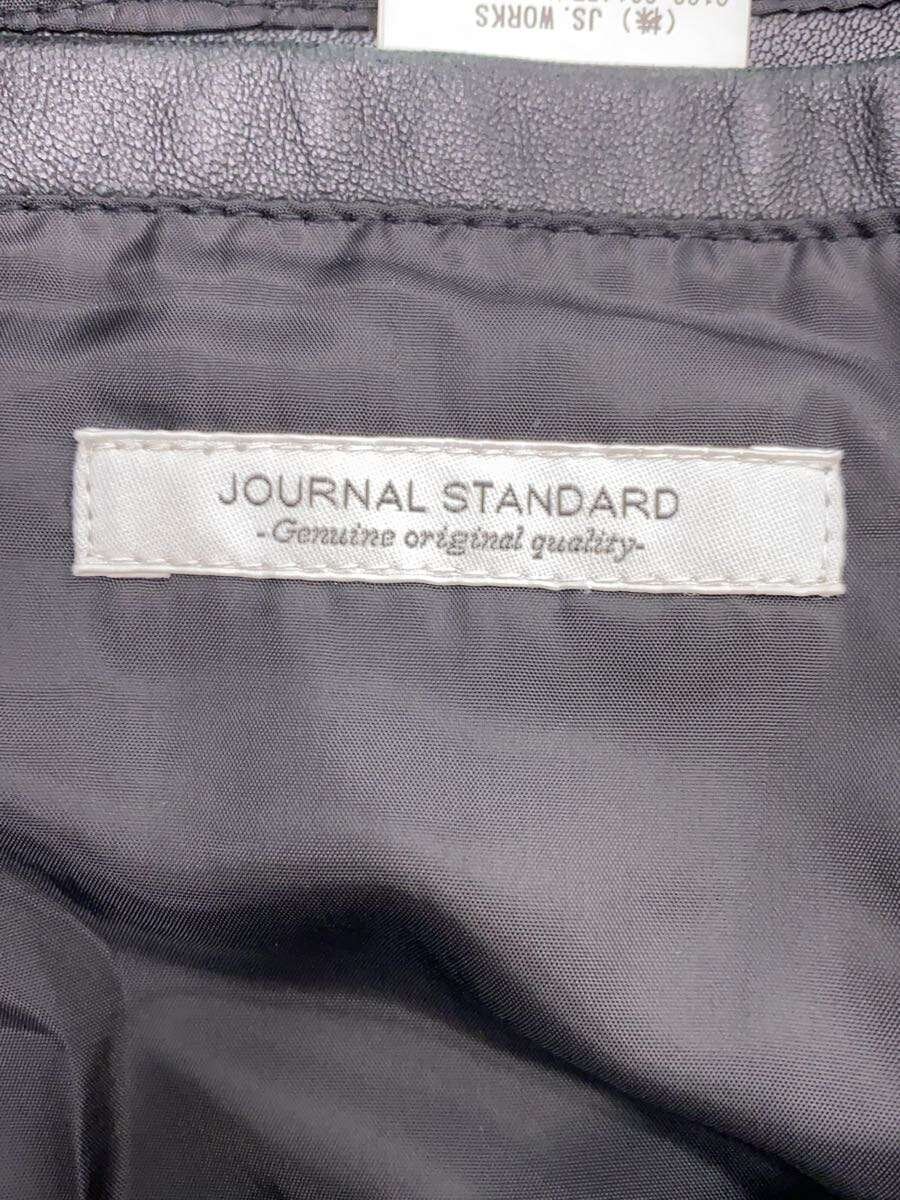 (株) JS. WORKS
JOURNAL STANDARD
-Genuine original quality-